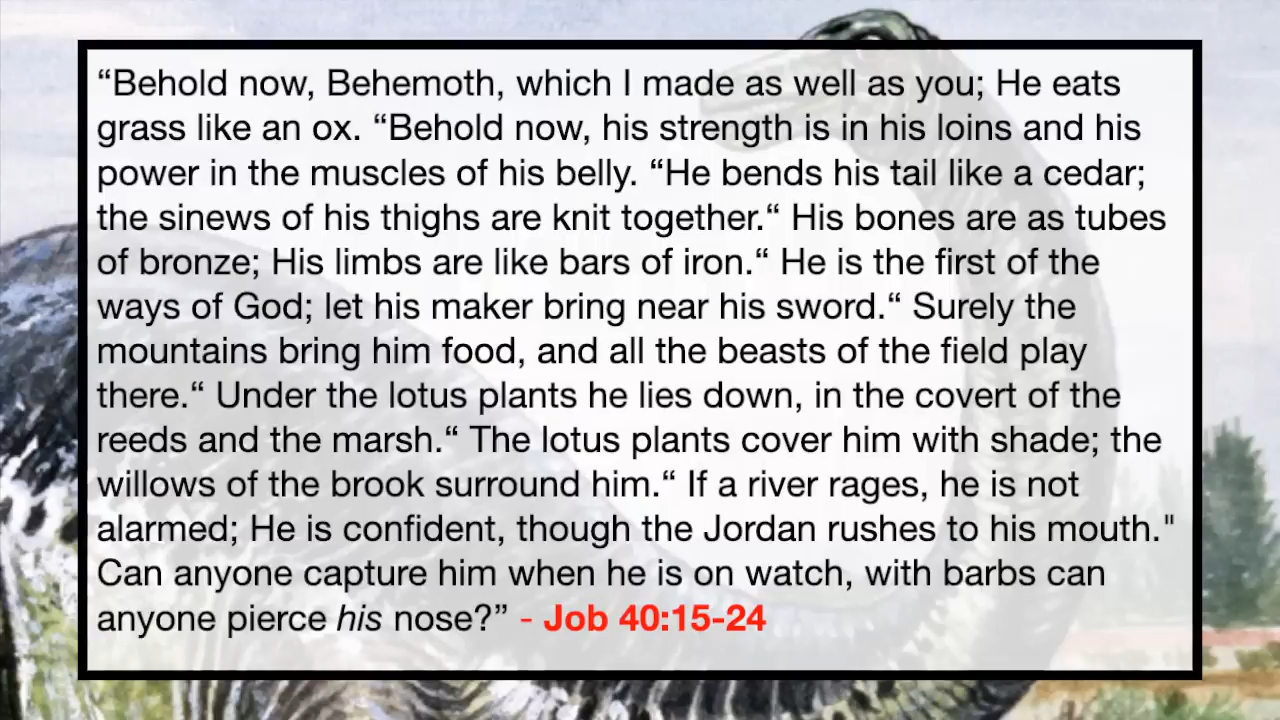 “Behold now, Behemoth, which I made as well as you; He eats
grass like an ox. “Behold now, his strength is in his loins and his
power in the muscles of his belly. “He bends his tail like a cedar;
the sinews of his thighs are knit together.“ His bones are as tubes
of bronze; His limbs are like bars of iron.“ He is the first of the
ways of God; let his maker bring near his sword.“ Surely the
mountains bring him food, and all the beasts of the field play
there.“ Under the lotus plants he lies down, in the covert of the
reeds and the marsh.“ The lotus plants cover him with shade; the
willows of the brook surround him.“ If a river rages, he is not
alarmed; He is confident, though the Jordan rushes to his mouth."
Can anyone capture him when he is on watch, with barbs can
anyone pierce his nose?” - Job 40:15-24